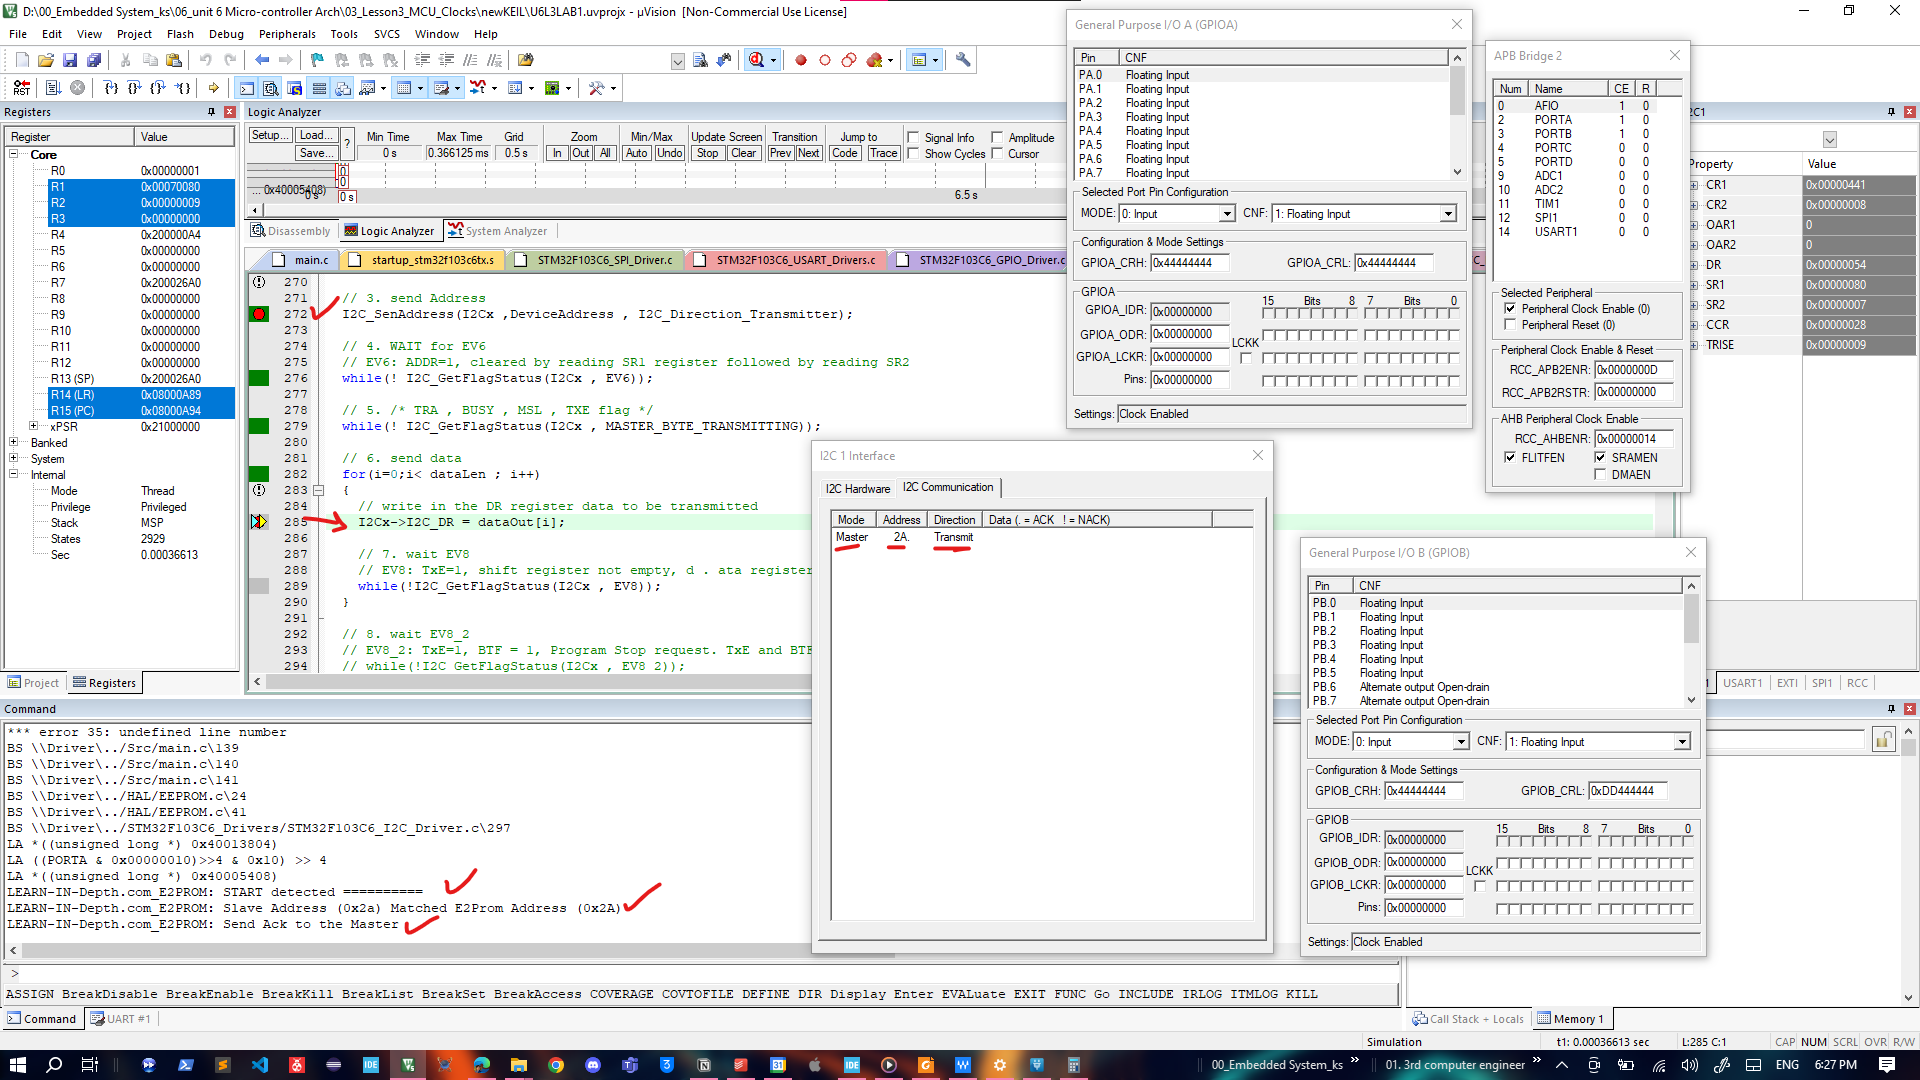 D:\00_Embedded System_ks\06_unit 6 Micro-controller Arch\03_Lesson3_MCU_Clocks\newKEIL\U6L3LAB1.uvprojx - µVision  [Non-Commercial Use License]
File Edit View Project Flash Debug Peripherals Tools SVCS Window Help
Registers
Register Value
Core
R0 0x00000001
R1 0x00070080
R2 0x00000009
R3 0x00000000
R4 0x200000A4
R5 0x00000000
R6 0x00000000
R7 0x200026A0
R8 0x00000000
R9 0x00000000
R10 0x00000000
R11 0x00000000
R12 0x00000000
R13 (SP) 0x200026A0
R14 (LR) 0x08000A89
R15 (PC) 0x08000A94
xPSR 0x21000000
Banked
System
Internal
Mode Thread
Privilege Privileged
Stack MSP
States 2929
Sec 0.00036613
Project Registers
Logic Analyzer
Setup... Load... Save... ? Min Time Max Time Grid Zoom Min/Max Update Screen Transition Jump to Signal Info Amplitude
0 s 0.366125 ms 0.5 s In Out All Auto Undo Stop Clear Prev Next Code Trace Show Cycles Cursor
... 0x40005408) 0 s 0 s 6.5 s
Disassembly Logic Analyzer System Analyzer
main.c startup_stm32f103c6tx.s STM32F103C6_SPI_Driver.c STM32F103C6_USART_Drivers.c STM32F103C6_GPIO_Driver.c
270
271 // 3. send Address
272 I2C_SenAddress(I2Cx ,DeviceAddress , I2C_Direction_Transmitter);
273
274 // 4. WAIT for EV6
275 // EV6: ADDR=1, cleared by reading SR1 register followed by reading SR2
276 while(! I2C_GetFlagStatus(I2Cx , EV6));
277
278 // 5. /* TRA , BUSY , MSL , TXE flag */
279 while(! I2C_GetFlagStatus(I2Cx , MASTER_BYTE_TRANSMITTING));
280
281 // 6. send data
282 for(i=0;i< dataLen ; i++)
283 {
284 // write in the DR register data to be transmitted
285 I2Cx->I2C_DR = dataOut[i];
286
287 // 7. wait EV8
288 // EV8: TxE=1, shift register not empty, d . ata register
289 while(!I2C_GetFlagStatus(I2Cx , EV8));
290 }
291
292 // 8. wait EV8_2
293 // EV8_2: TxE=1, BTF = 1, Program Stop request. TxE and BTF
294 // while(!I2C_GetFlagStatus(I2Cx , EV8_2));
General Purpose I/O A (GPIOA)
Pin CNF
PA.0 Floating Input
PA.1 Floating Input
PA.2 Floating Input
PA.3 Floating Input
PA.4 Floating Input
PA.5 Floating Input
PA.6 Floating Input
PA.7 Floating Input
Selected Port Pin Configuration
MODE: 0: Input CNF: 1: Floating Input
Configuration & Mode Settings
GPIOA_CRH: 0x44444444 GPIOA_CRL: 0x44444444
GPIOA
GPIOA_IDR: 0x00000000 15 Bits 8 7 Bits 0
GPIOA_ODR: 0x00000000
GPIOA_LCKR: 0x00000000 LCKK
Pins: 0x00000000
Settings: Clock Enabled
APB Bridge 2
Num Name CE R
0 AFIO 1 0
2 PORTA 1 0
3 PORTB 1 0
4 PORTC 0 0
5 PORTD 0 0
9 ADC1 0 0
10 ADC2 0 0
11 TIM1 0 0
12 SPI1 0 0
14 USART1 0 0
Selected Peripheral
Peripheral Clock Enable (0)
Peripheral Reset (0)
Peripheral Clock Enable & Reset
RCC_APB2ENR: 0x0000000D
RCC_APB2RSTR: 0x00000000
AHB Peripheral Clock Enable
RCC_AHBENR: 0x00000014
FLITFEN SRAMEN
DMAEN
Property Value
CR1 0x00000441
CR2 0x00000008
OAR1 0
OAR2 0
DR 0x00000054
SR1 0x00000080
SR2 0x00000007
CCR 0x00000028
TRISE 0x00000009
USART1 EXTI SPI1 RCC
I2C 1 Interface
I2C Hardware I2C Communication
Mode Address Direction Data (. = ACK   ! = NACK)
Master 2A. Transmit
General Purpose I/O B (GPIOB)
Pin CNF
PB.0 Floating Input
PB.1 Floating Input
PB.2 Floating Input
PB.3 Floating Input
PB.4 Floating Input
PB.5 Floating Input
PB.6 Alternate output Open-drain
PB.7 Alternate output Open-drain
Selected Port Pin Configuration
MODE: 0: Input CNF: 1: Floating Input
Configuration & Mode Settings
GPIOB_CRH: 0x44444444 GPIOB_CRL: 0xDD444444
GPIOB
GPIOB_IDR: 0x00000000 15 Bits 8 7 Bits 0
GPIOB_ODR: 0x00000000
GPIOB_LCKR: 0x00000000 LCKK
Pins: 0x00000000
Settings: Clock Enabled
Command
*** error 35: undefined line number
BS \\Driver\../Src/main.c\139
BS \\Driver\../Src/main.c\140
BS \\Driver\../Src/main.c\141
BS \\Driver\../HAL/EEPROM.c\24
BS \\Driver\../HAL/EEPROM.c\41
BS \\Driver\../STM32F103C6_Drivers/STM32F103C6_I2C_Driver.c\297
LA *((unsigned long *) 0x40013804)
LA ((PORTA & 0x00000010)>>4 & 0x10) >> 4
LA *((unsigned long *) 0x40005408)
LEARN-IN-Depth.com_E2PROM: START detected ==========
LEARN-IN-Depth.com_E2PROM: Slave Address (0x2a) Matched E2Prom Address (0x2A)
LEARN-IN-Depth.com_E2PROM: Send Ack to the Master
>
ASSIGN BreakDisable BreakEnable BreakKill BreakList BreakSet BreakAccess COVERAGE COVTOFILE DEFINE DIR Display Enter EVALuate EXIT FUNC Go INCLUDE IRLOG ITMLOG KILL
Command UART #1
Call Stack + Locals Memory 1
Simulation t1: 0.00036613 sec L:285 C:1 CAP NUM SCRL OVR R/W
00_Embedded System_ks 01. 3rd computer engineer ENG 6:27 PM